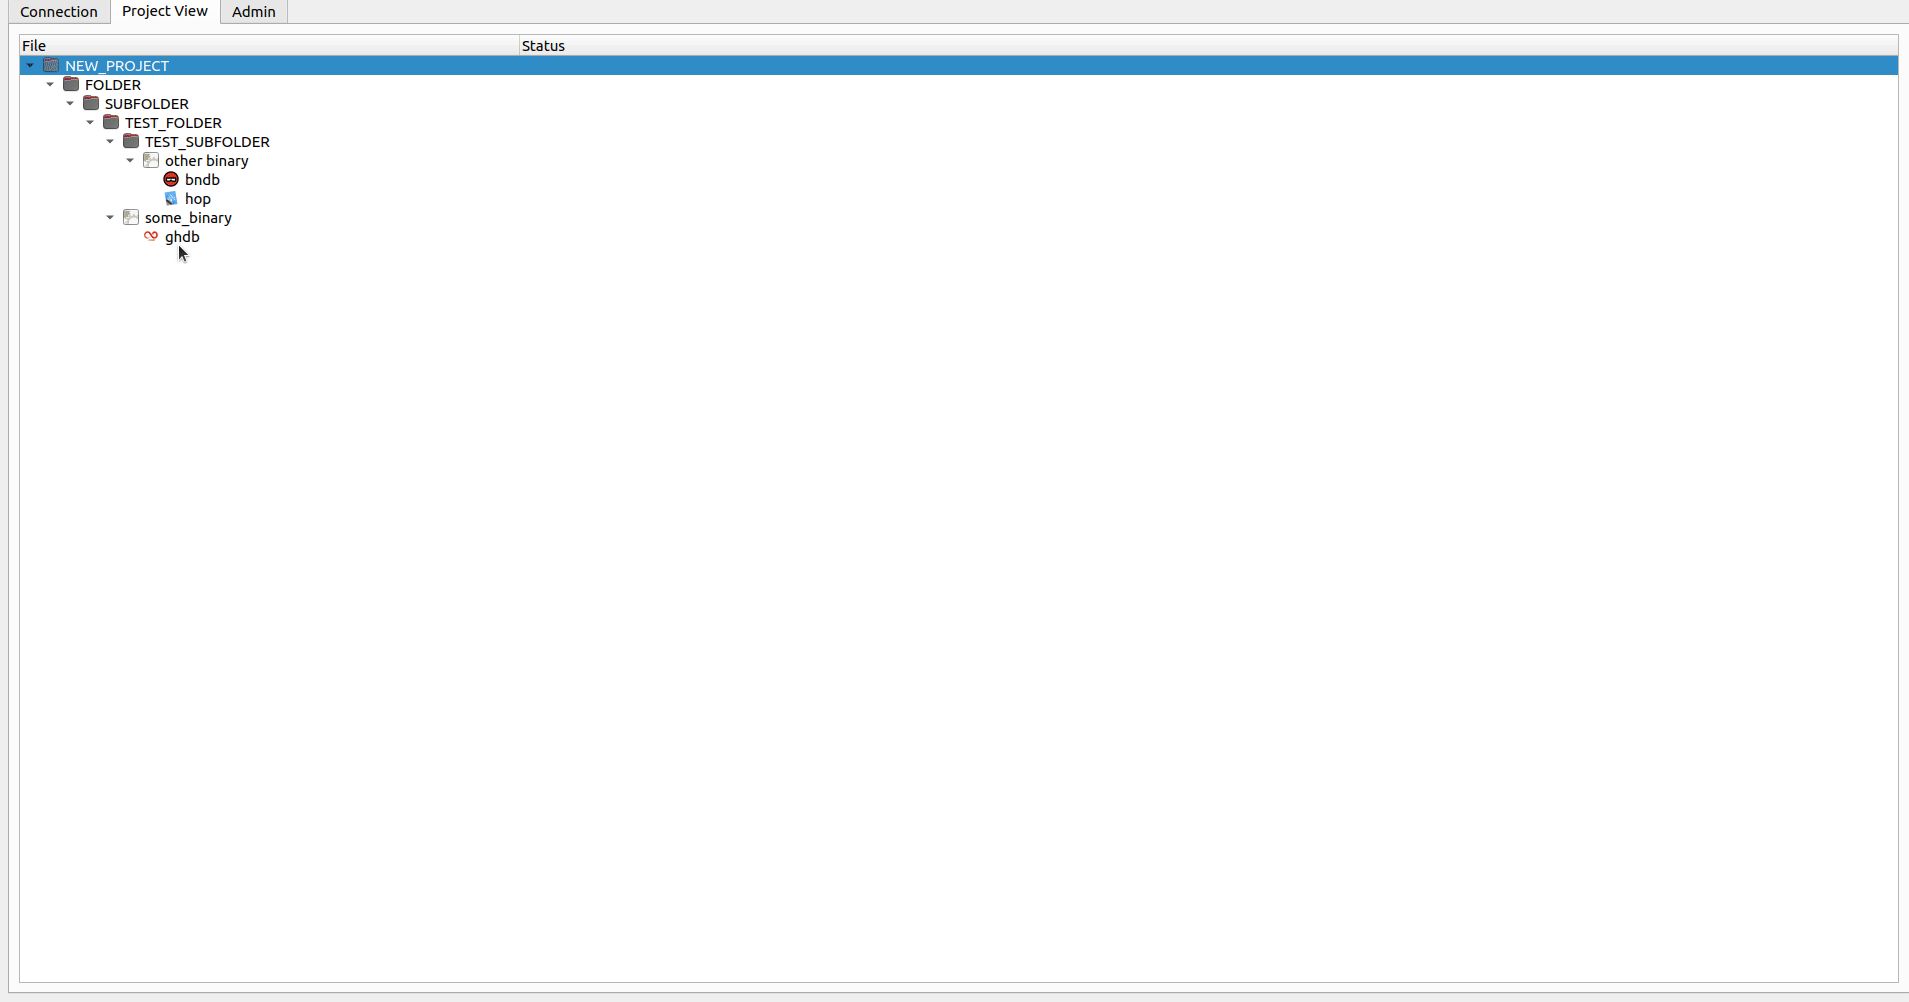 Connection Project View Admin
File Status
NEW_PROJECT
FOLDER
SUBFOLDER
TEST_FOLDER
TEST_SUBFOLDER
other binary
bndb
hop
some_binary
ghdb